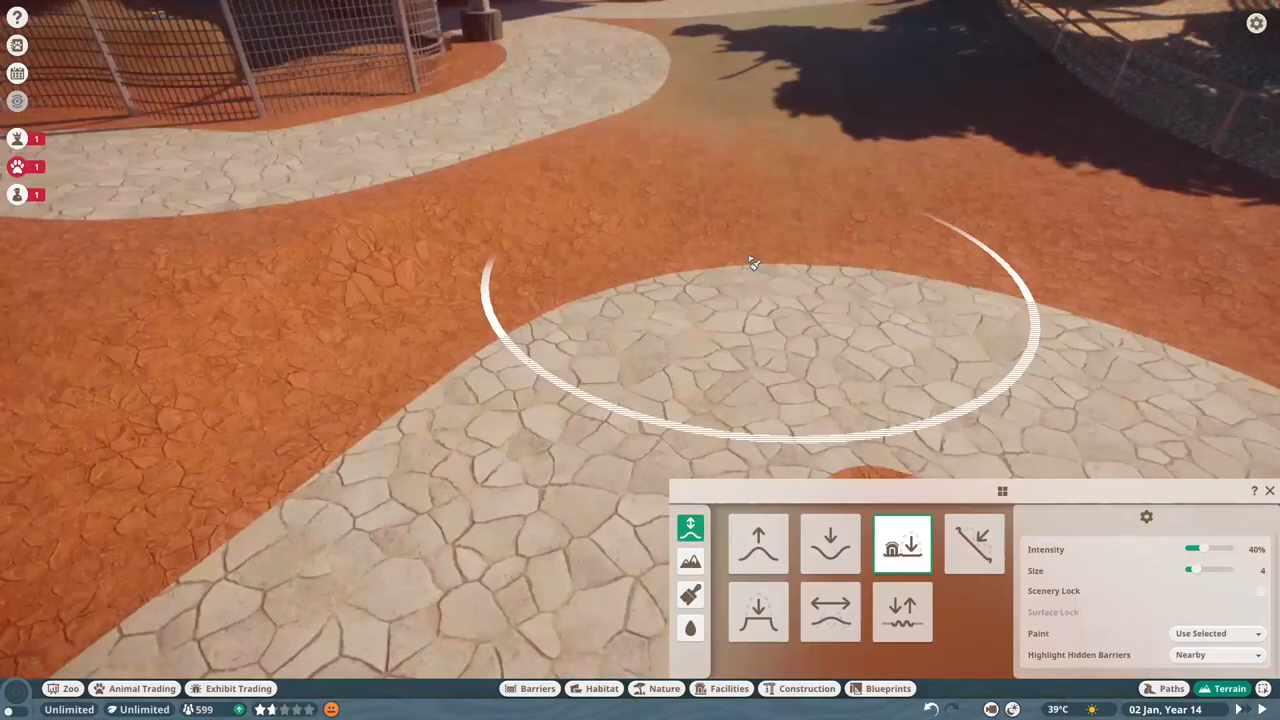 ?
1
1
1
? ×
Intensity 40%
Size 4
Scenery Lock
Surface Lock
Paint Use Selected
Highlight Hidden Barriers Nearby
Zoo Animal Trading Exhibit Trading Barriers Habitat Nature Facilities Construction Blueprints Paths Terrain
Unlimited Unlimited 599 39°C 02 Jan, Year 14